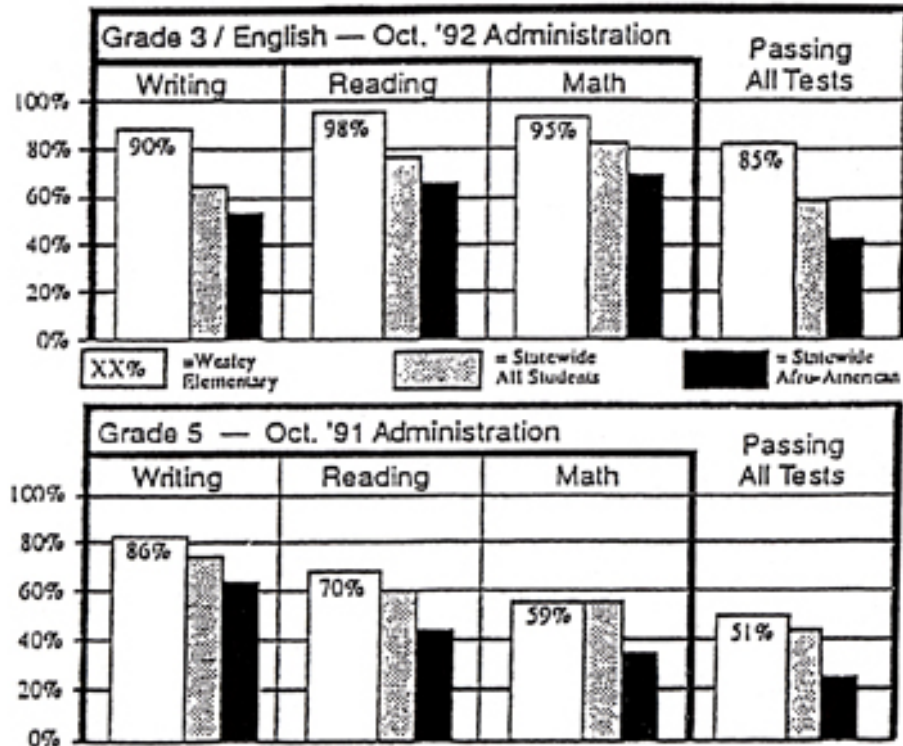 Grade 3 / English — Oct. '92 Administration
Passing
All Tests
Writing Reading Math
100%
80%
60%
40%
20%
0%
90% 98% 95% 85%
XX% =Wesley
Elementary
= Statewide
All Students
= Statewide
Afro-American
Grade 5 — Oct. '91 Administration
Passing
All Tests
Writing Reading Math
100%
80%
60%
40%
20%
0%
86% 70% 59% 51%